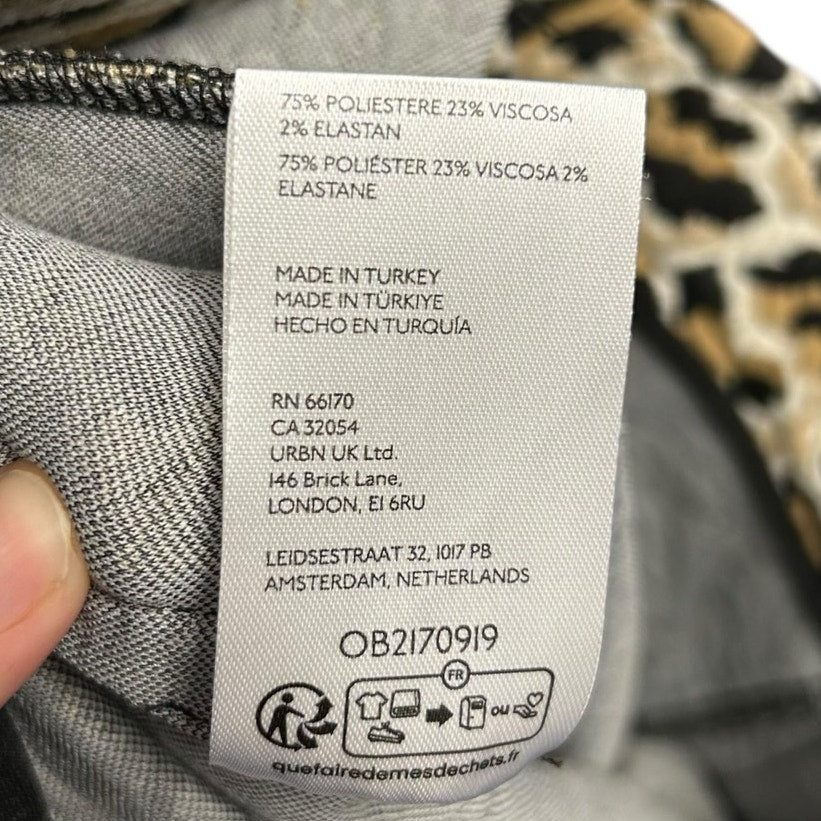 75% POLIESTERE 23% VISCOSA
2% ELASTAN
75% POLIÉSTER 23% VISCOSA 2%
ELASTANE
MADE IN TURKEY
MADE IN TÜRKIYE
HECHO EN TURQUÍA
RN 66170
CA 32054
URBN UK Ltd.
146 Brick Lane,
LONDON, E1 6RU
LEIDSESTRAAT 32, 1017 PB
AMSTERDAM, NETHERLANDS
OB2170919
FR
ou
quefairedemesdechets.fr